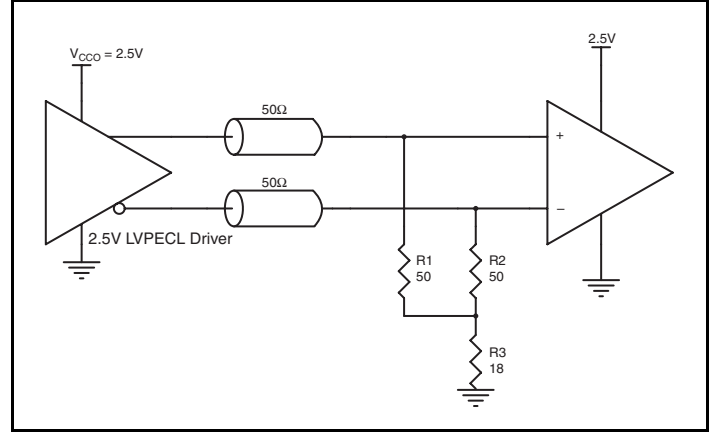 V_CCO = 2.5V
2.5V
50Ω
50Ω
+
−
2.5V LVPECL Driver
R1
50
R2
50
R3
18